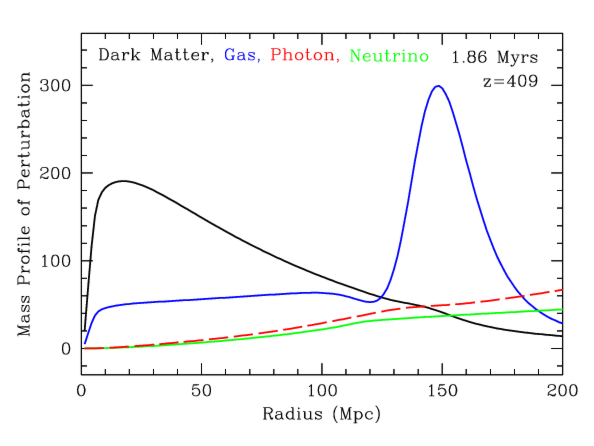 Dark Matter, Gas, Photon, Neutrino 1.86 Myrs
z=409
Mass Profile of Perturbation
300
200
100
0
0 50 100 150 200
Radius (Mpc)